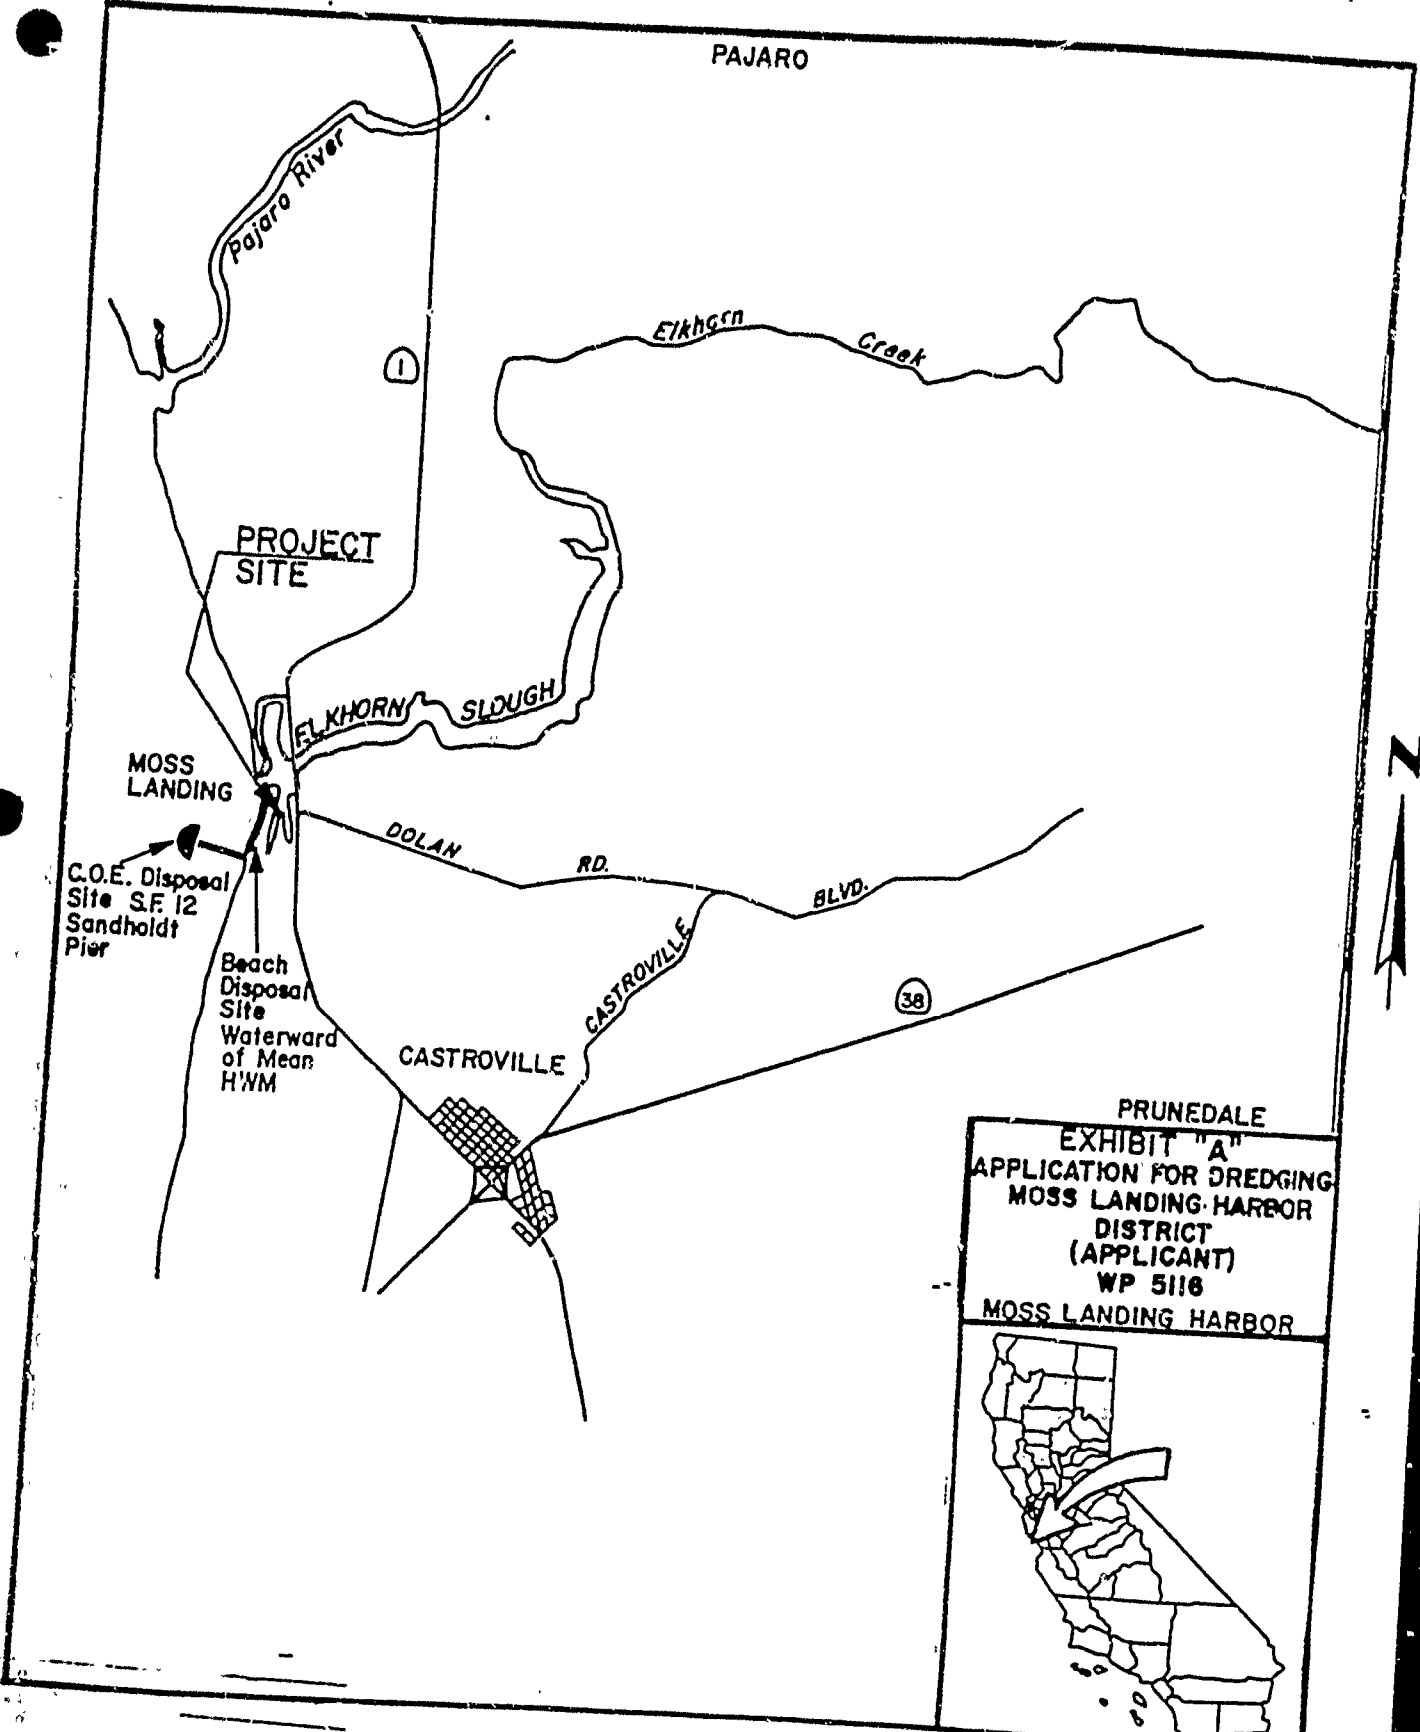 PAJARO
Pajaro River
1
Elkhorn Creek
PROJECT
SITE
ELKHORN SLOUGH
MOSS
LANDING
DOLAN RD.
BLVD.
CASTROVILLE
C.O.E. Disposal
Site S.F. 12
Sandholdt
Pier
Beach
Disposal
Site
Waterward
of Mean
HWM
38
CASTROVILLE
N
PRUNEDALE
EXHIBIT "A"
APPLICATION FOR DREDGING
MOSS LANDING HARBOR
DISTRICT
(APPLICANT)
WP 5116
MOSS LANDING HARBOR